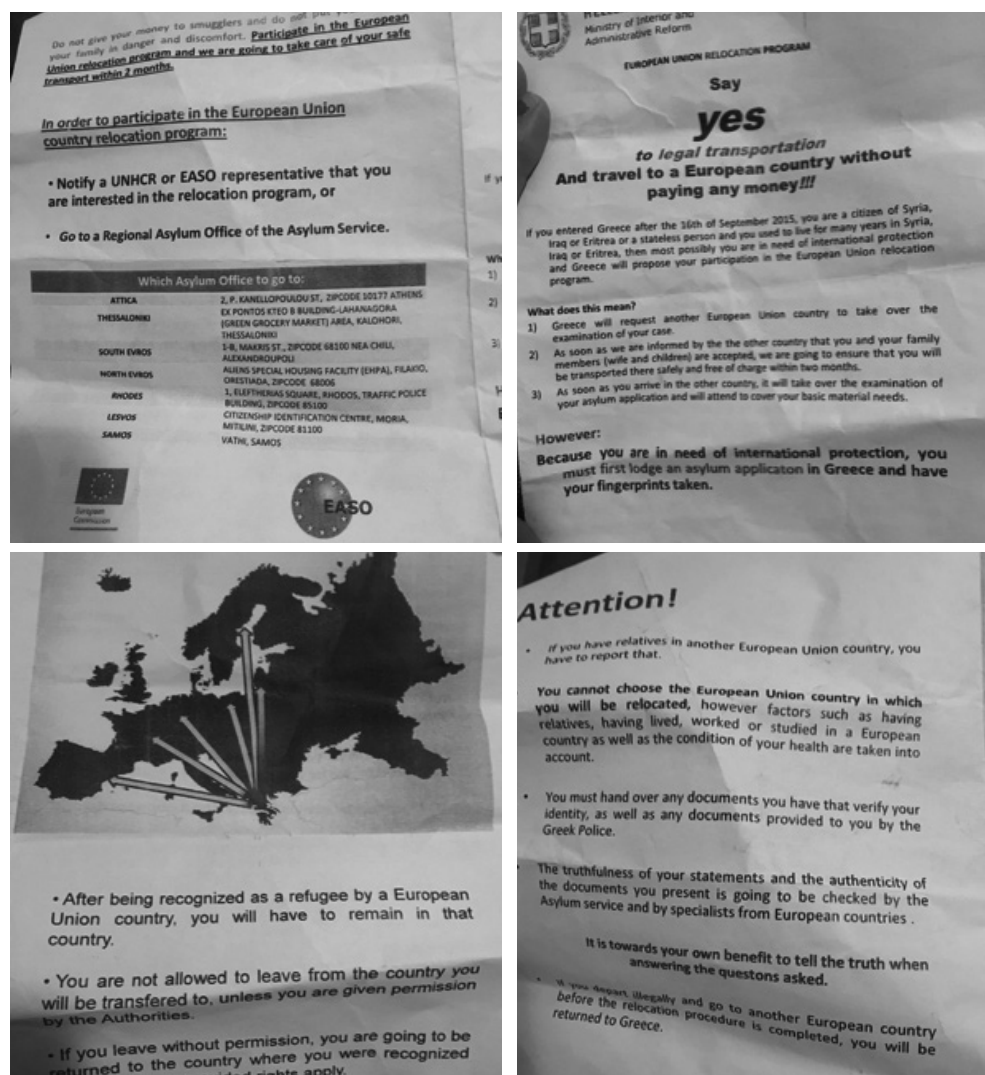 Do not give your money to smugglers and do not put
your family in danger and discomfort. Participate in the European
Union relocation program and we are going to take care of your safe
transport within 2 months.
In order to participate in the European Union
country relocation program:
• Notify a UNHCR or EASO representative that you
are interested in the relocation program, or
• Go to a Regional Asylum Office of the Asylum Service.
Which Asylum Office to go to:
ATTICA 2, P. KANELLOPOULOU ST, ZIPCODE 10177 ATHENS
THESSALONIKI EX PONTOS KTEO B BUILDING-LAHANAGORA
(GREEN GROCERY MARKET) AREA, KALOHORI,
THESSALONIKI
SOUTH EVROS 1-8, MAKRIS ST, ZIPCODE 68100 NEA CHILI,
ALEXANDROUPOLI
NORTH EVROS ALIENS SPECIAL HOUSING FACILITY (EHPA), FILAKIO,
ORESTIADA, ZIPCODE 68006
RHODES 1, ELEFTHERIAS SQUARE, RHODOS, TRAFFIC POLICE
BUILDING, ZIPCODE 85100
LESVOS CITIZENSHIP IDENTIFICATION CENTRE, MORIA,
MITILINI, ZIPCODE 81100
SAMOS VATHI, SAMOS
European
Commission
EASO
1)
2)
3)
Ministry of Interior and
Administrative Reform
EUROPEAN UNION RELOCATION PROGRAM
Say
yes
to legal transportation
And travel to a European country without
paying any money!!!
If you entered Greece after the 16th of September 2015, you are a citizen of Syria,
Iraq or Eritrea or a stateless person and you used to live for many years in Syria,
Iraq or Eritrea, then most possibly you are in need of international protection
and Greece will propose your participation in the European Union relocation
program.
What does this mean?
1) Greece will request another European Union country to take over the
examination of your case.
2) As soon as we are informed by the the other country that you and your family
members (wife and children) are accepted, we are going to ensure that you will
be transported there safely and free of charge within two months.
3) As soon as you arrive in the other country, it will take over the examination of
your asylum application and will attend to cover your basic material needs.
However:
Because you are in need of international protection, you
must first lodge an asylum applicaton in Greece and have
your fingerprints taken.
• After being recognized as a refugee by a European
Union country, you will have to remain in that
country.
• You are not allowed to leave from the country you
will be transfered to, unless you are given permission
by the Authorities.
• If you leave without permission, you are going to be
returned to the country where you were recognized
rights apply.
Attention!
• If you have relatives in another European Union country, you
have to report that.
You cannot choose the European Union country in which
you will be relocated, however factors such as having
relatives, having lived, worked or studied in a European
country as well as the condition of your health are taken into
account.
• You must hand over any documents you have that verify your
identity, as well as any documents provided to you by the
Greek Police.
• The truthfulness of your statements and the authenticity of
the documents you present is going to be checked by the
Asylum service and by specialists from European countries .
It is towards your own benefit to tell the truth when
answering the questons asked.
• If you depart illegally and go to another European country
before the relocation procedure is completed, you will be
returned to Greece.